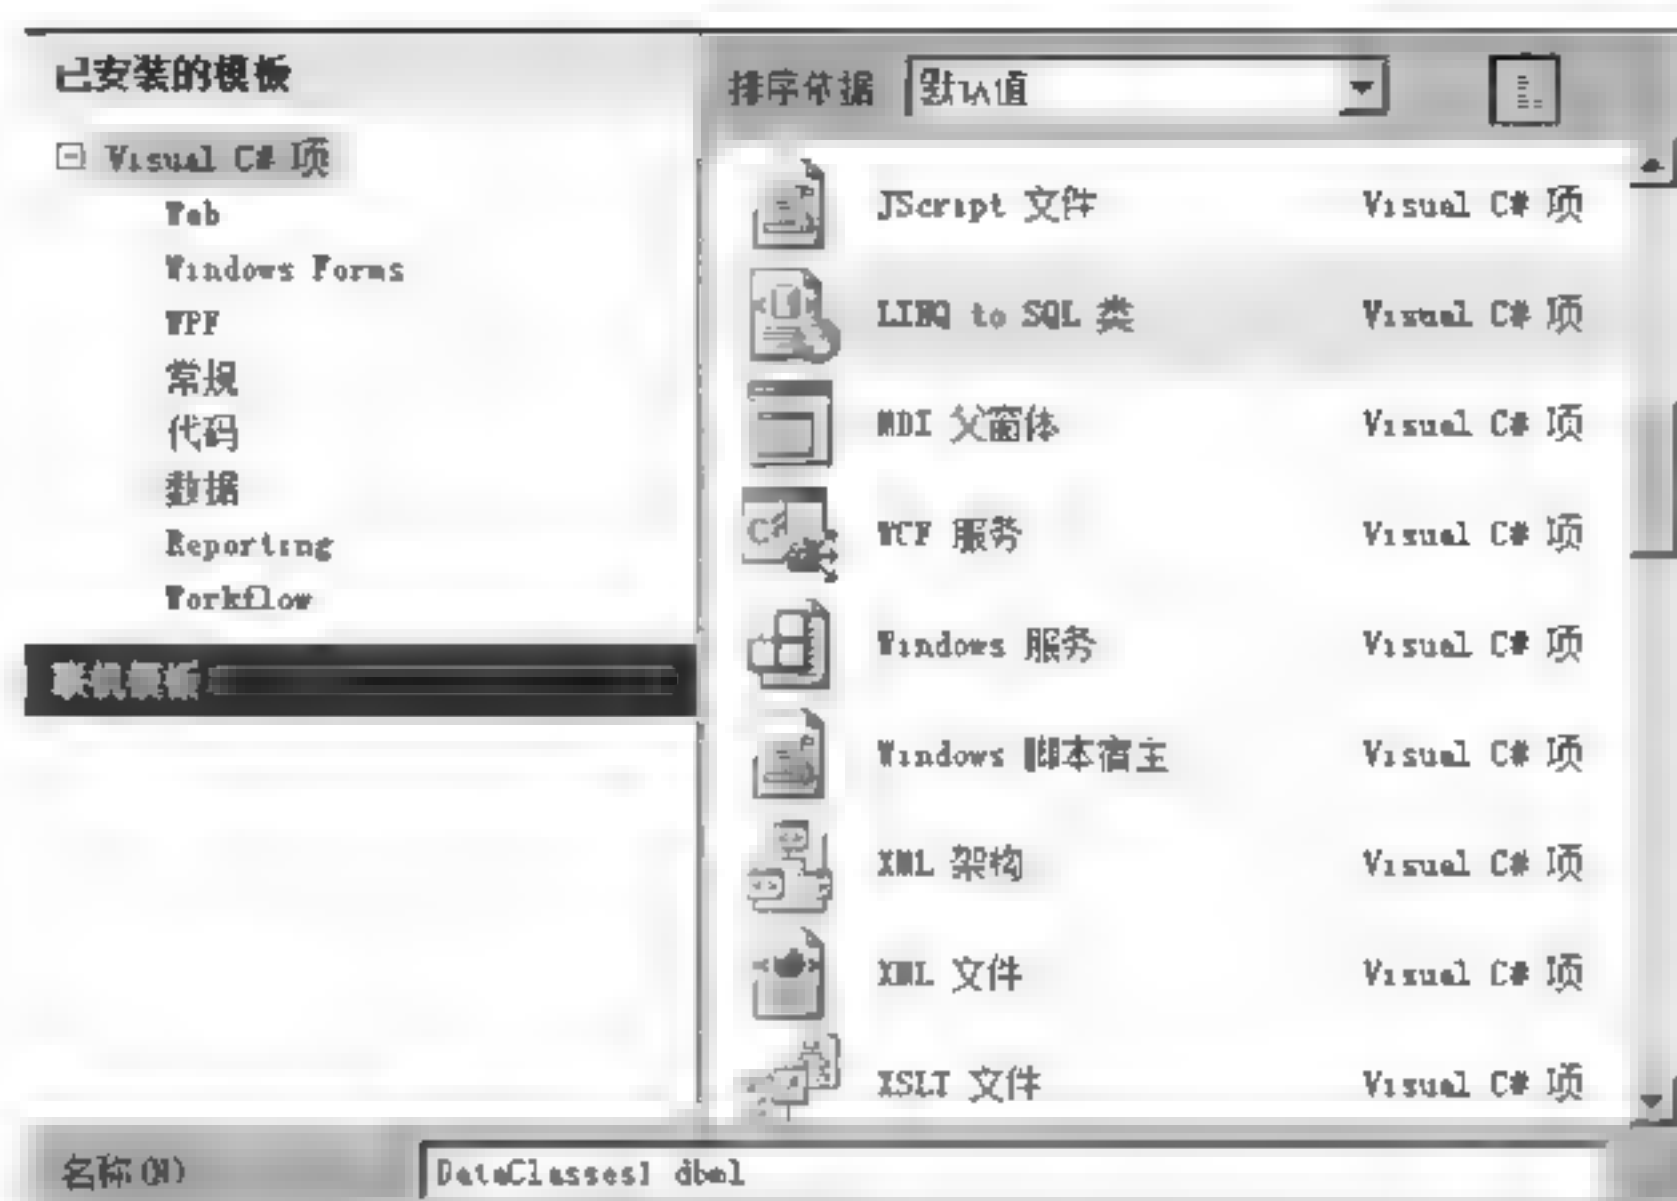 已安装的模板
Visual C# 项
Web
Windows Forms
WPF
常规
代码
数据
Reporting
Workflow
联机模板
排序依据 默认值
JScript 文件 Visual C# 项
LINQ to SQL 类 Visual C# 项
MDI 父窗体 Visual C# 项
WCF 服务 Visual C# 项
Windows 服务 Visual C# 项
Windows 脚本宿主 Visual C# 项
XML 架构 Visual C# 项
XML 文件 Visual C# 项
XSLT 文件 Visual C# 项
名称(N) DataClasses1 dbml